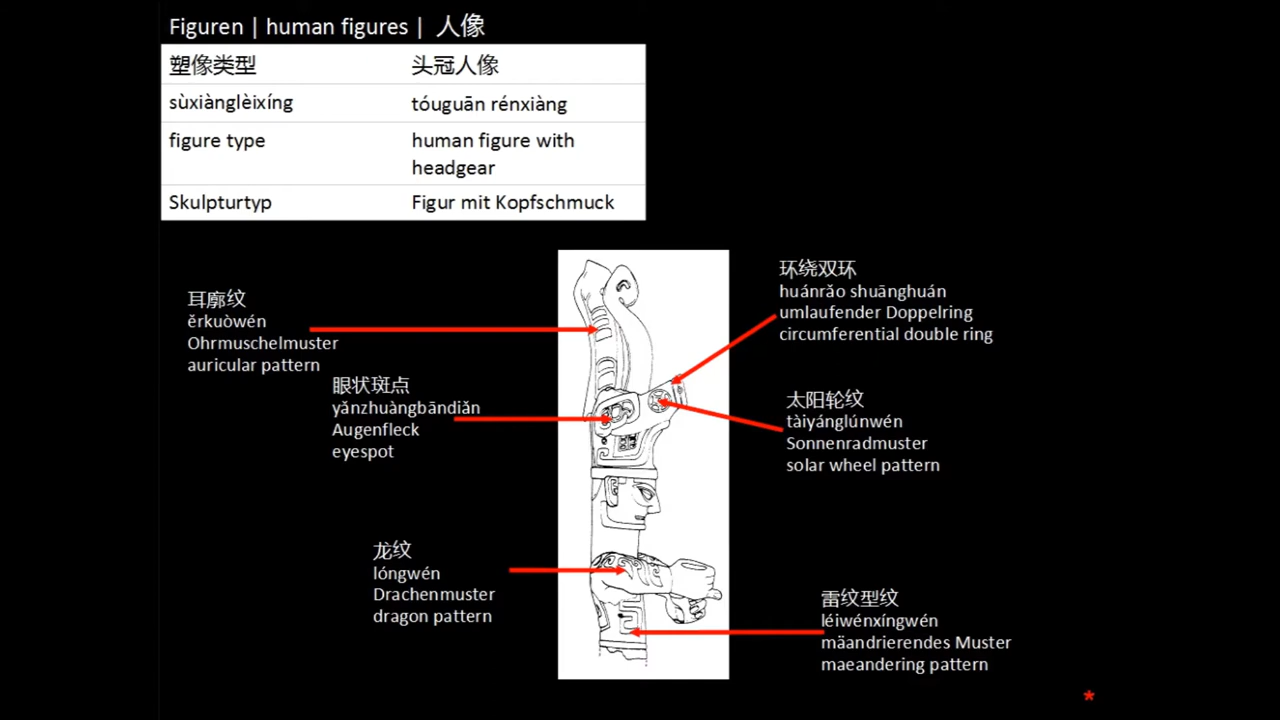 Figuren | human figures | 人像
塑像类型 头冠人像
sùxiànglèixíng tóuguān rénxiàng
figure type human figure with
headgear
Skulpturtyp Figur mit Kopfschmuck
环绕双环
huánrǎo shuānghuán
umlaufender Doppelring
circumferential double ring
耳廓纹
ěrkuòwén
Ohrmuschelmuster
auricular pattern
眼状斑点
yǎnzhuàngbāndiǎn
Augenfleck
eyespot
太阳轮纹
tàiyánglúnwén
Sonnenradmuster
solar wheel pattern
龙纹
lóngwén
Drachenmuster
dragon pattern
雷纹型纹
léiwénxíngwén
mäandrierendes Muster
maeandering pattern
*